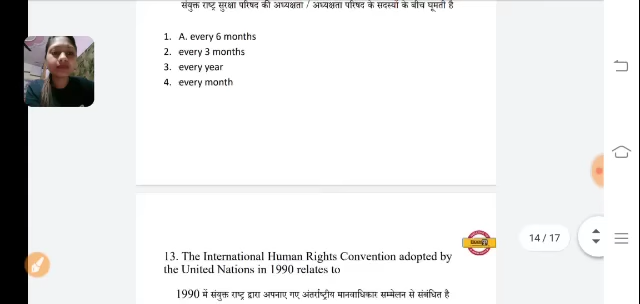 संयुक्त राष्ट्र सुरक्षा परिषद की अध्यक्षता / अध्यक्षता परिषद के सदस्यों के बीच घूमती है
1. A. every 6 months
2. every 3 months
3. every year
4. every month
13. The International Human Rights Convention adopted by
the United Nations in 1990 relates to
1990 में संयुक्त राष्ट्र द्वारा अपनाए गए अंतर्राष्ट्रीय मानवाधिकार सम्मेलन से संबंधित है
14 / 17